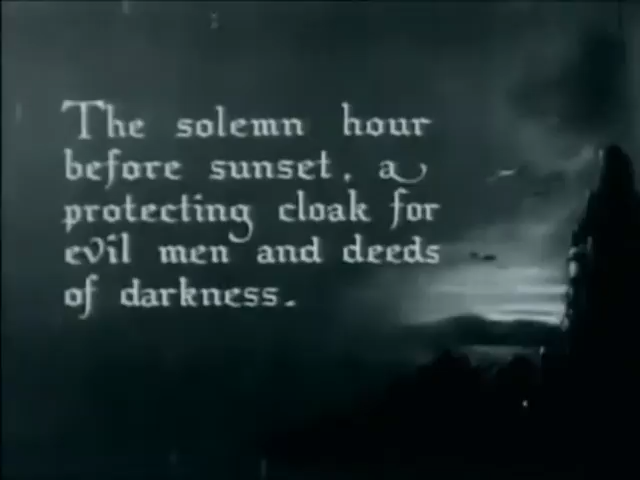 The solemn hour
before sunset, a
protecting cloak for
evil men and deeds
of darkness.